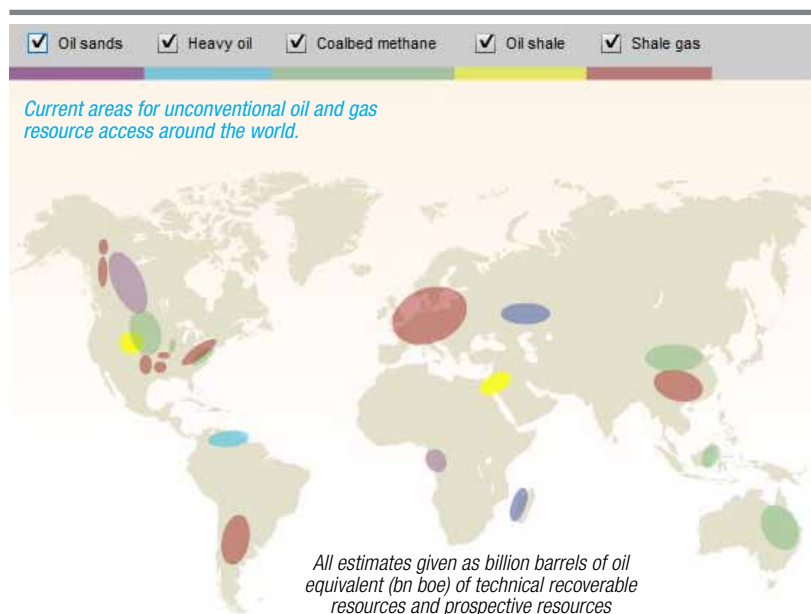 Oil sands Heavy oil Coalbed methane Oil shale Shale gas
Current areas for unconventional oil and gas
resource access around the world.
All estimates given as billion barrels of oil
equivalent (bn boe) of technical recoverable
resources and prospective resources